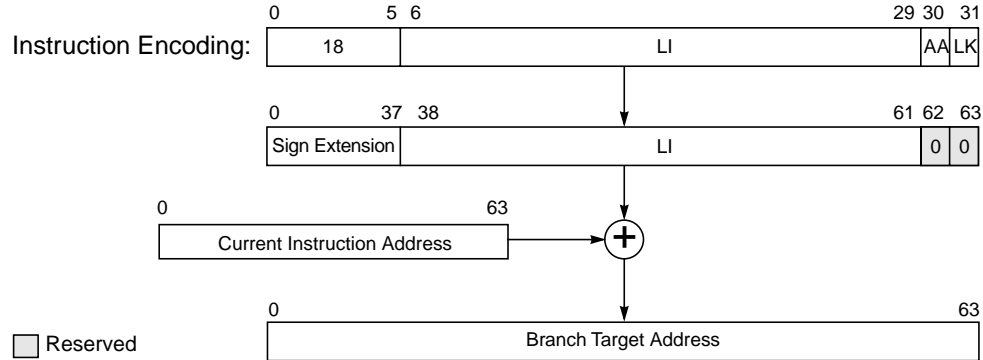 0 5 6 29 30 31
Instruction Encoding: 18 LI AA LK
0 37 38 61 62 63
Sign Extension LI 0 0
0 63
Current Instruction Address +
0 63
Branch Target Address
Reserved